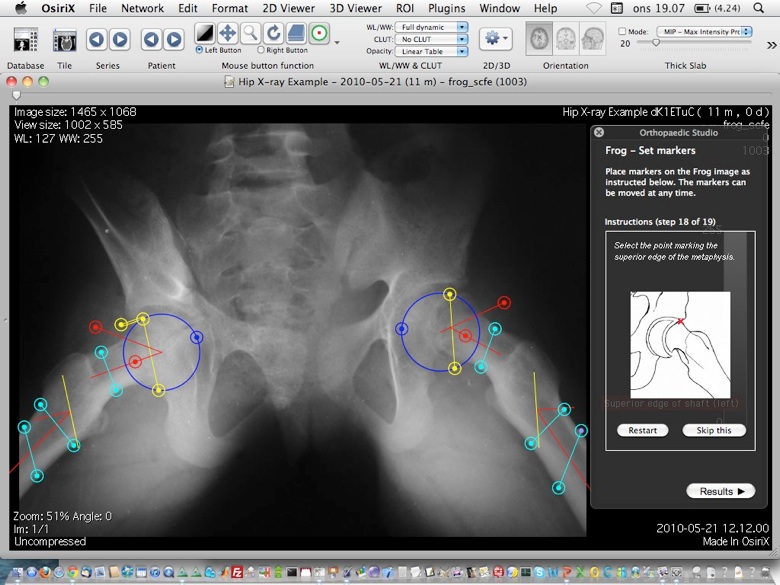 OsiriX File Network Edit Format 2D Viewer 3D Viewer ROI Plugins Window Help (4.24) ons 19.07
Database Tile Series Patient
Left Button Right Button
Mouse button function
WL/WW: Full dynamic
CLUT: No CLUT
Opacity: Linear Table
WL/WW & CLUT
2D/3D
Orientation
Mode: MIP - Max Intensity Prc
20
Thick Slab
Hip X-ray Example - 2010-05-21 (11 m) - frog_scfe (1003)
Image size: 1465 x 1068
View size: 1002 x 585
WL: 127 WW: 255
Hip X-ray Example dK1ETuC ( 11 m , 0 d )
frog_scfe
0
1003
Orthopaedic Studio
Frog - Set markers
Place markers on the Frog image as
instructed below. The markers can
be moved at any time.
Instructions (step 18 of 19)
255
Select the point marking the
superior edge of the metaphysis.
Superior edge of shaft (left)
0
Restart Skip this
Results
Zoom: 51% Angle: 0
Im: 1/1
Uncompressed
2010-05-21 12.12.00
Made In OsiriX